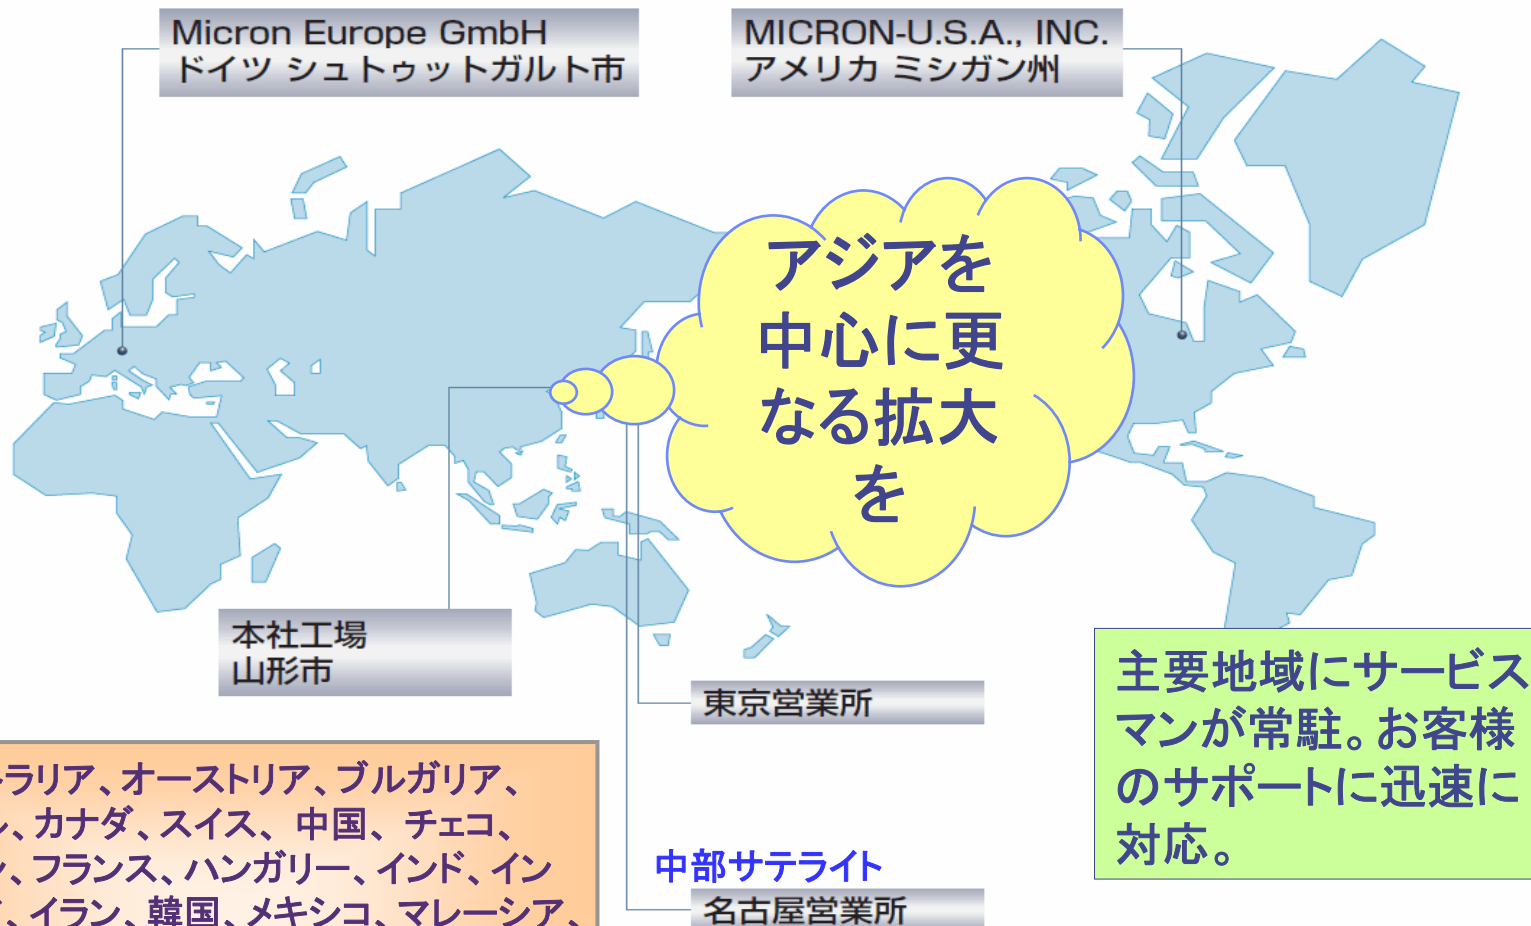 Micron Europe GmbH
ドイツ シュトゥットガルト市
MICRON-U.S.A., INC.
アメリカ ミシガン州
アジアを
中心に更
なる拡大
を
本社工場
山形市
東京営業所
主要地域にサービス
マンが常駐。お客様
のサポートに迅速に
対応。
トラリア、オーストリア、ブルガリア、
、カナダ、スイス、 中国、 チェコ、
、フランス、ハンガリー、インド、イン
、イラン、韓国、メキシコ、マレーシア、
中部サテライト
名古屋営業所